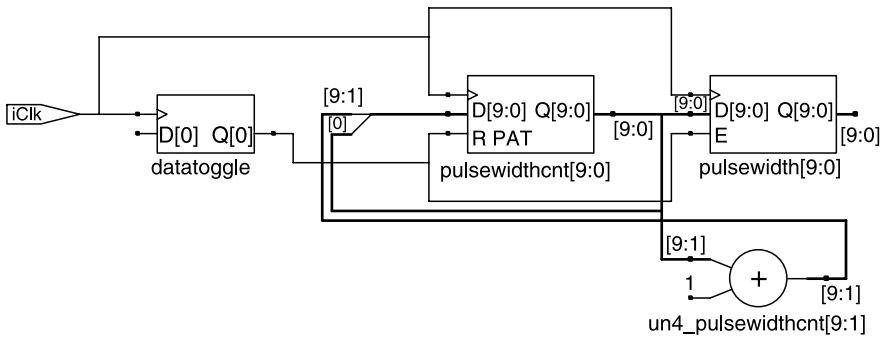 iClk
D[0] Q[0]
datatoggle
[9:1]
[0]
D[9:0] Q[9:0]
R PAT
pulsewidthcnt[9:0]
[9:0]
[9:0]
D[9:0] Q[9:0]
E
pulsewidth[9:0]
[9:0]
[9:1]
1
+
[9:1]
un4_pulsewidthcnt[9:1]